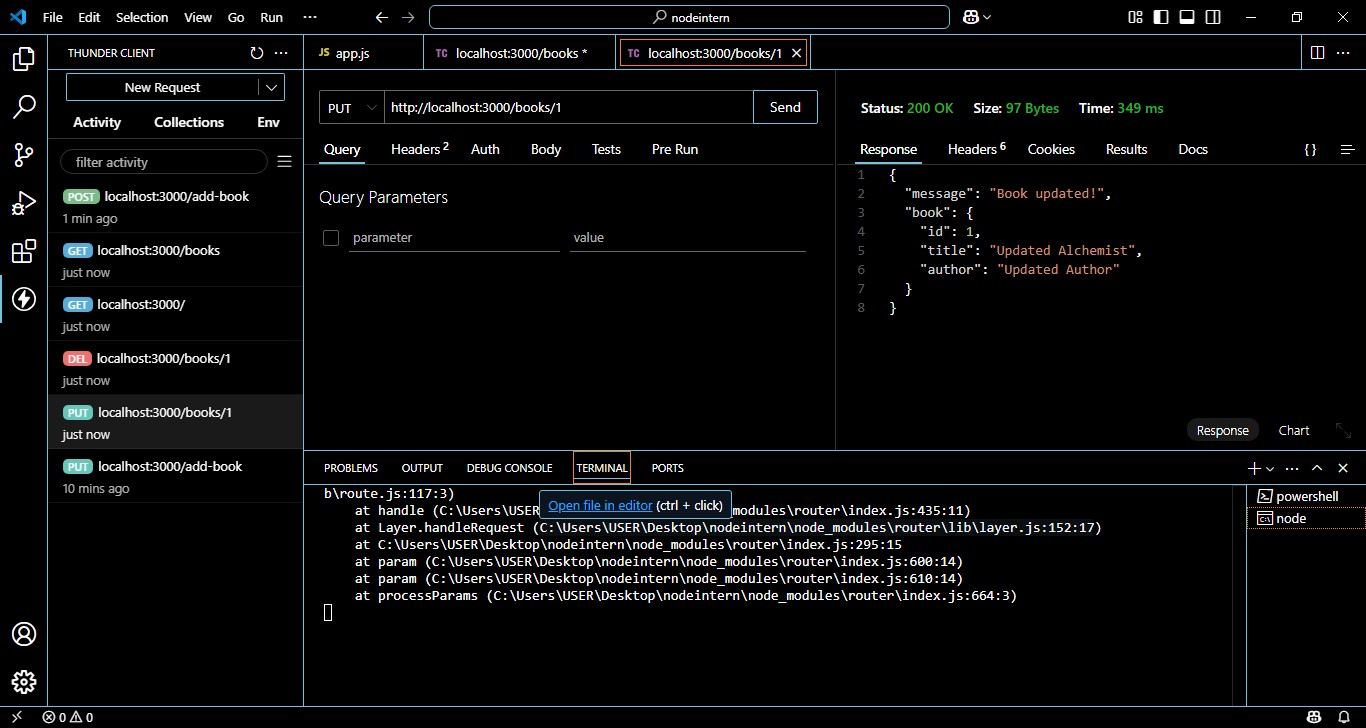 File Edit Selection View Go Run ··· nodeintern
THUNDER CLIENT ···
New Request
Activity Collections Env
filter activity
POST localhost:3000/add-book
1 min ago
GET localhost:3000/books
just now
GET localhost:3000/
just now
DEL localhost:3000/books/1
just now
PUT localhost:3000/books/1
just now
PUT localhost:3000/add-book
10 mins ago
JS app.js TC localhost:3000/books * TC localhost:3000/books/1
PUT http://localhost:3000/books/1 Send
Query Headers 2 Auth Body Tests Pre Run
Query Parameters
parameter value
Status: 200 OK Size: 97 Bytes Time: 349 ms
Response Headers 6 Cookies Results Docs {}
1 {
2 "message": "Book updated!",
3 "book": {
4 "id": 1,
5 "title": "Updated Alchemist",
6 "author": "Updated Author"
7 }
8 }
Response Chart
PROBLEMS OUTPUT DEBUG CONSOLE TERMINAL PORTS
b\route.js:117:3)
Open file in editor (ctrl + click)
at handle (C:\Users\USER modules\router\index.js:435:11)
at Layer.handleRequest (C:\Users\USER\Desktop\nodeintern\node_modules\router\lib\layer.js:152:17)
at C:\Users\USER\Desktop\nodeintern\node_modules\router\index.js:295:15
at param (C:\Users\USER\Desktop\nodeintern\node_modules\router\index.js:600:14)
at param (C:\Users\USER\Desktop\nodeintern\node_modules\router\index.js:610:14)
at processParams (C:\Users\USER\Desktop\nodeintern\node_modules\router\index.js:664:3)
powershell
node
0 0